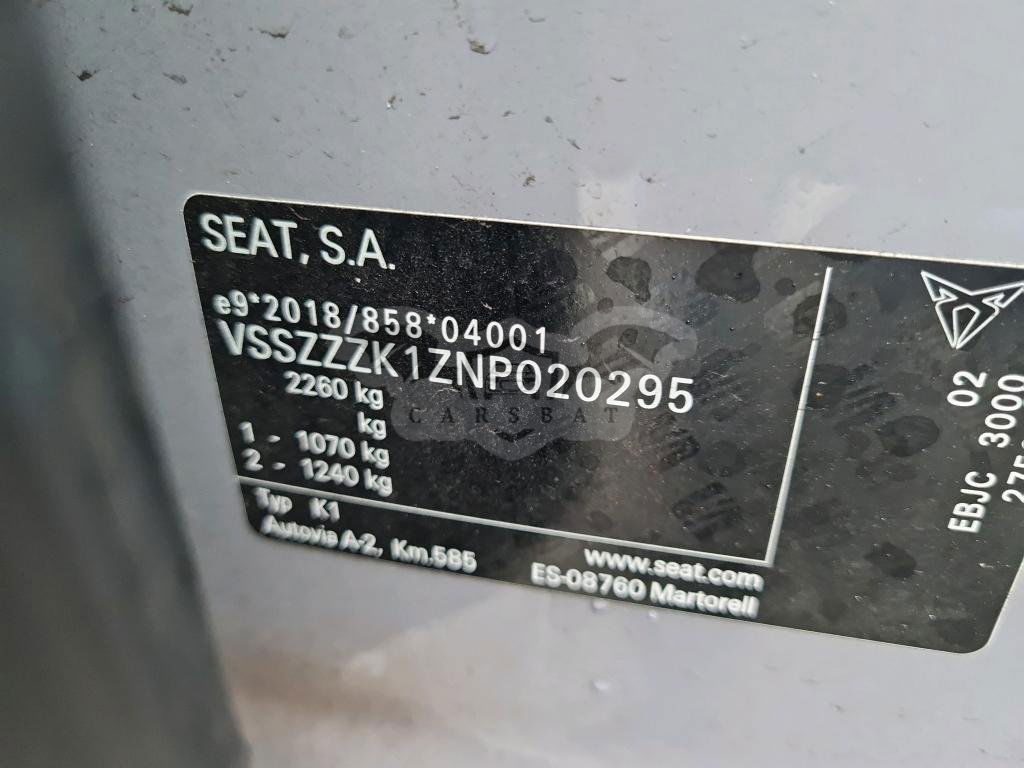 SEAT, S.A.
e9*2018/858*04001
VSSZZZK1ZNP020295
2260 kg
kg
1 - 1070 kg
2 - 1240 kg
Typ K1
Autovia A-2, Km.585
www.seat.com
ES-08760 Martorell
EBJC 02
3000
CARSBAT